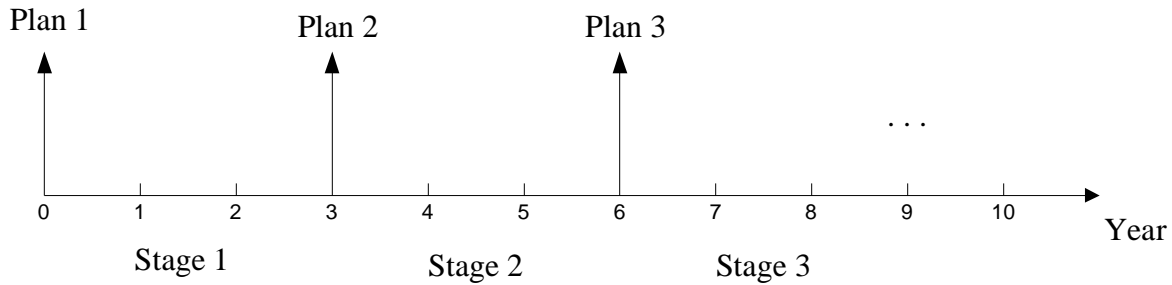 Plan 1 Plan 2 Plan 3
. . .
0 1 2 3 4 5 6 7 8 9 10
Year
Stage 1 Stage 2 Stage 3